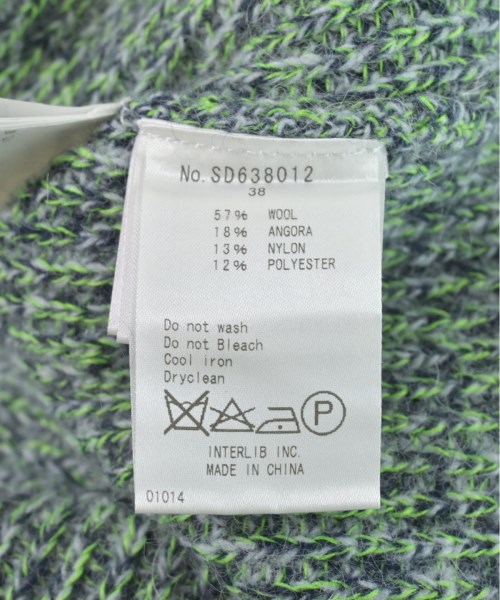 No. SD638012
38
57% WOOL
18% ANGORA
13% NYLON
12% POLYESTER
Do not wash
Do not Bleach
Cool iron
Dryclean
P
INTERLIB INC.
MADE IN CHINA
01014